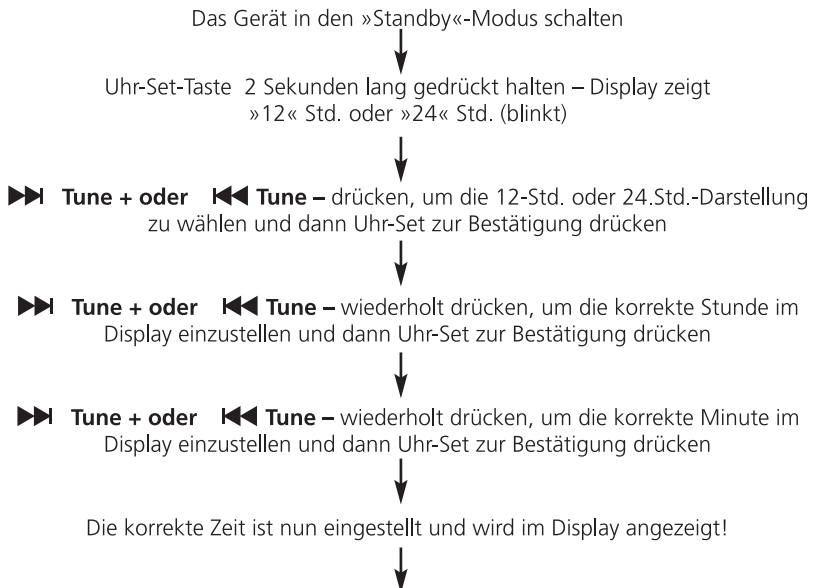 Das Gerät in den »Standby«-Modus schalten
Uhr-Set-Taste 2 Sekunden lang gedrückt halten – Display zeigt
»12« Std. oder »24« Std. (blinkt)
Tune + oder Tune – drücken, um die 12-Std. oder 24.Std.-Darstellung
zu wählen und dann Uhr-Set zur Bestätigung drücken
Tune + oder Tune – wiederholt drücken, um die korrekte Stunde im
Display einzustellen und dann Uhr-Set zur Bestätigung drücken
Tune + oder Tune – wiederholt drücken, um die korrekte Minute im
Display einzustellen und dann Uhr-Set zur Bestätigung drücken
Die korrekte Zeit ist nun eingestellt und wird im Display angezeigt!